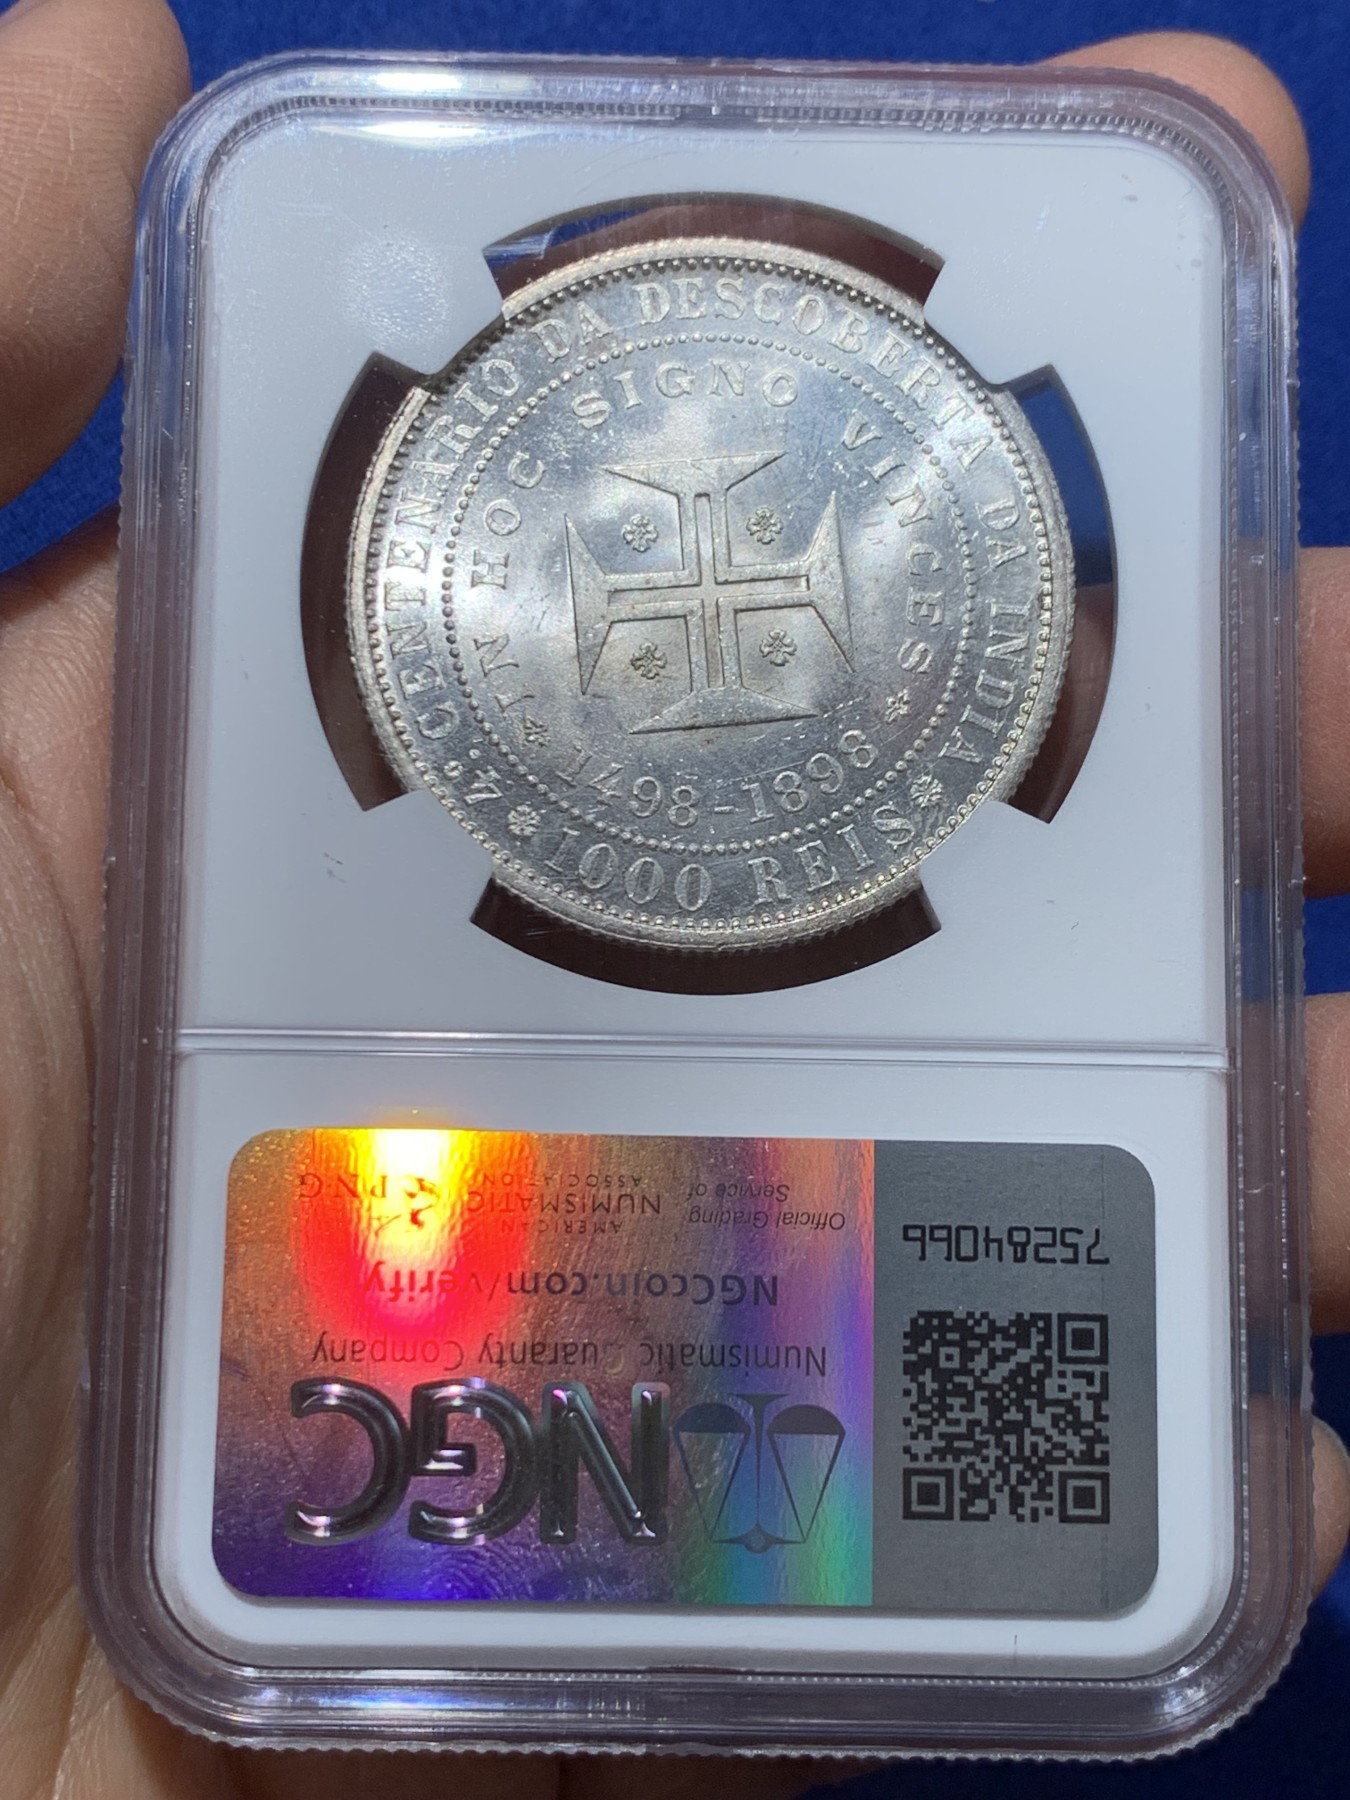 4.º CENTENARIO DA DESCOBERTA DA INDIA
1000 REIS
IN HOC SIGNO VINCES
1498-1898
NGC
Numismatic Guaranty Company
NGCcoin.com/verify
Official Grading
Service of
AMERICAN
NUMISMATIC
ASSOCIATION
PNG
75284066